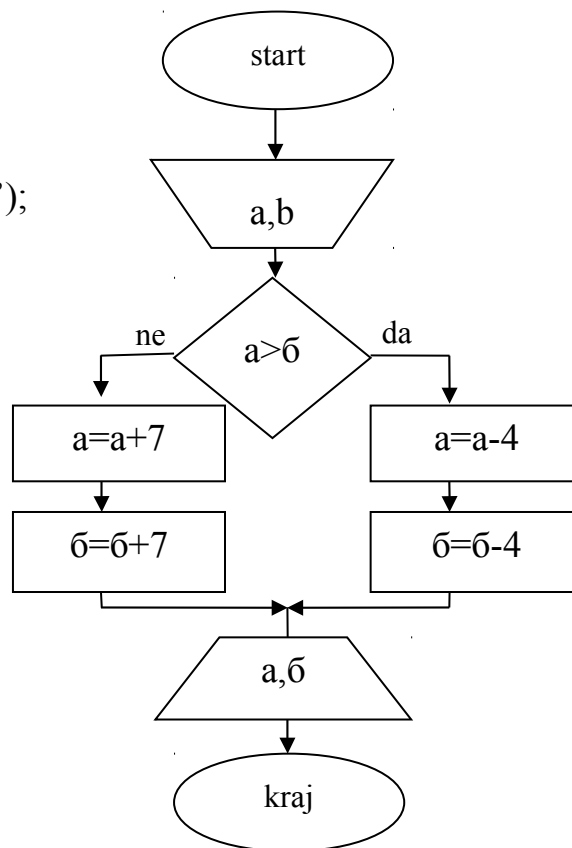 start
’);
a,b
ne
da
а>б
а=а+7
а=а-4
б=б+7
б=б-4
а,б
kraj